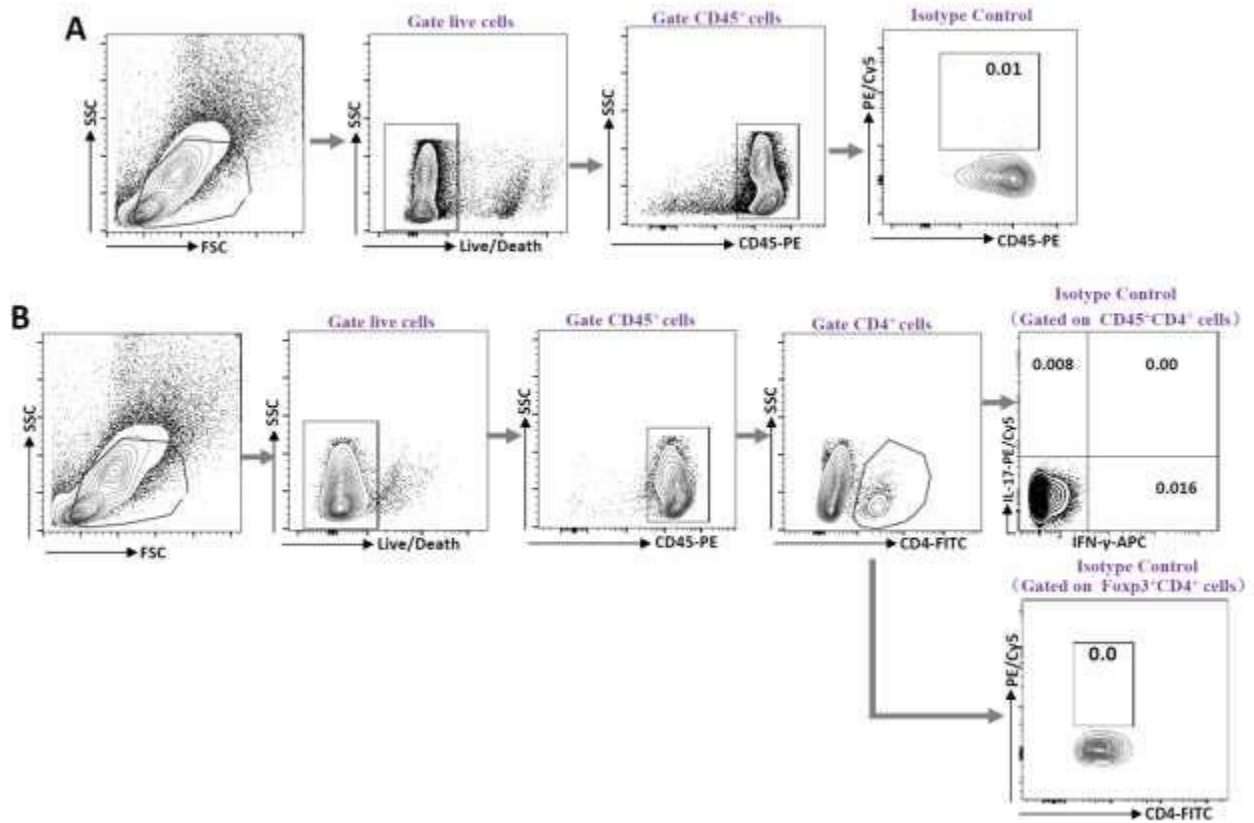 A
Gate live cells
Gate CD45⁺ cells
Isotype Control
SSC
FSC
SSC
Live/Death
SSC
CD45-PE
PE/Cy5
0.01
CD45-PE
B
Gate live cells
Gate CD45⁺ cells
Gate CD4⁺ cells
Isotype Control
(Gated on CD45⁺CD4⁺ cells)
SSC
FSC
SSC
Live/Death
SSC
CD45-PE
SSC
CD4-FITC
IL-17-PE/Cy5
0.008
0.00
0.016
IFN-γ-APC
Isotype Control
(Gated on Foxp3⁺CD4⁺ cells)
PE/Cy5
0.0
CD4-FITC